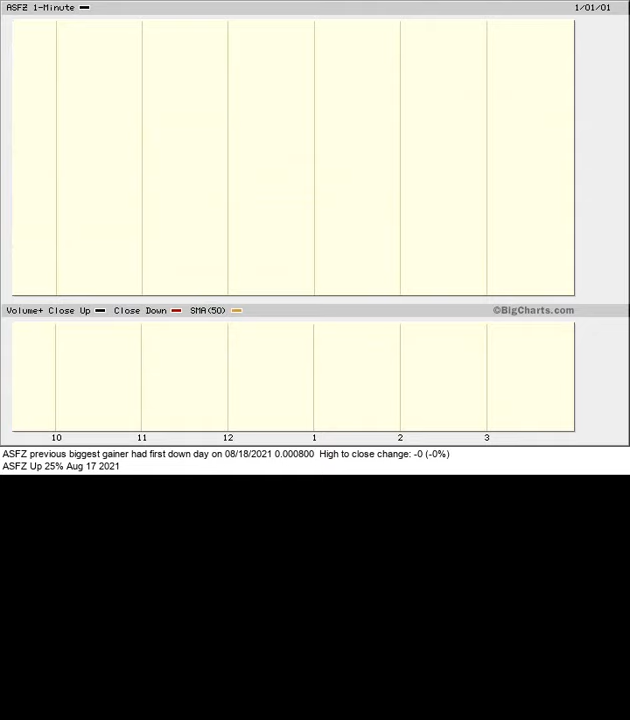 ASFZ 1-Minute 1/01/01
Volume+ Close Up Close Down SMA(50) ©BigCharts.com
10 11 12 1 2 3
ASFZ previous biggest gainer had first down day on 08/18/2021 0.000800 High to close change: -0 (-0%)
ASFZ Up 25% Aug 17 2021